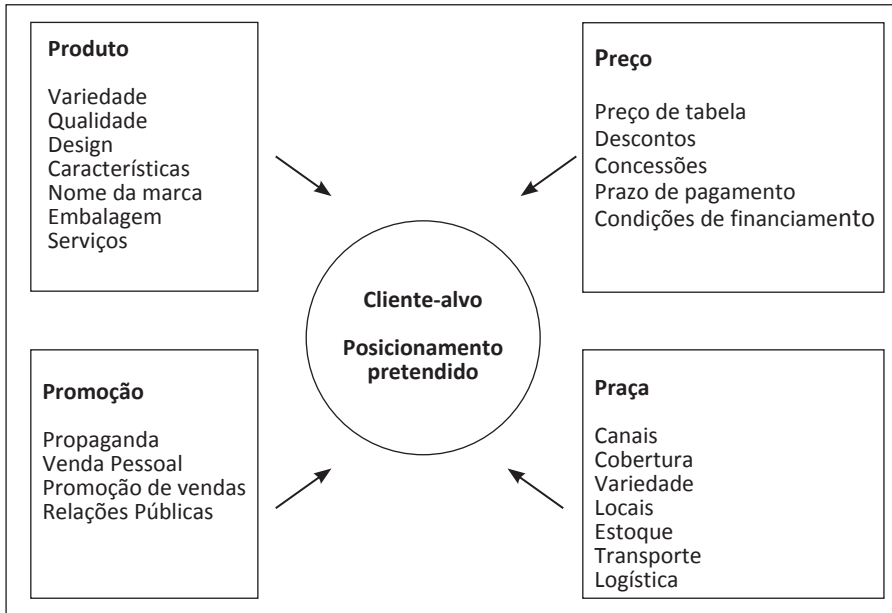 Produto
Variedade
Qualidade
Design
Características
Nome da marca
Embalagem
Serviços
Preço
Preço de tabela
Descontos
Concessões
Prazo de pagamento
Condições de financiamento
Cliente-alvo
Posicionamento
pretendido
Promoção
Propaganda
Venda Pessoal
Promoção de vendas
Relações Públicas
Praça
Canais
Cobertura
Variedade
Locais
Estoque
Transporte
Logística